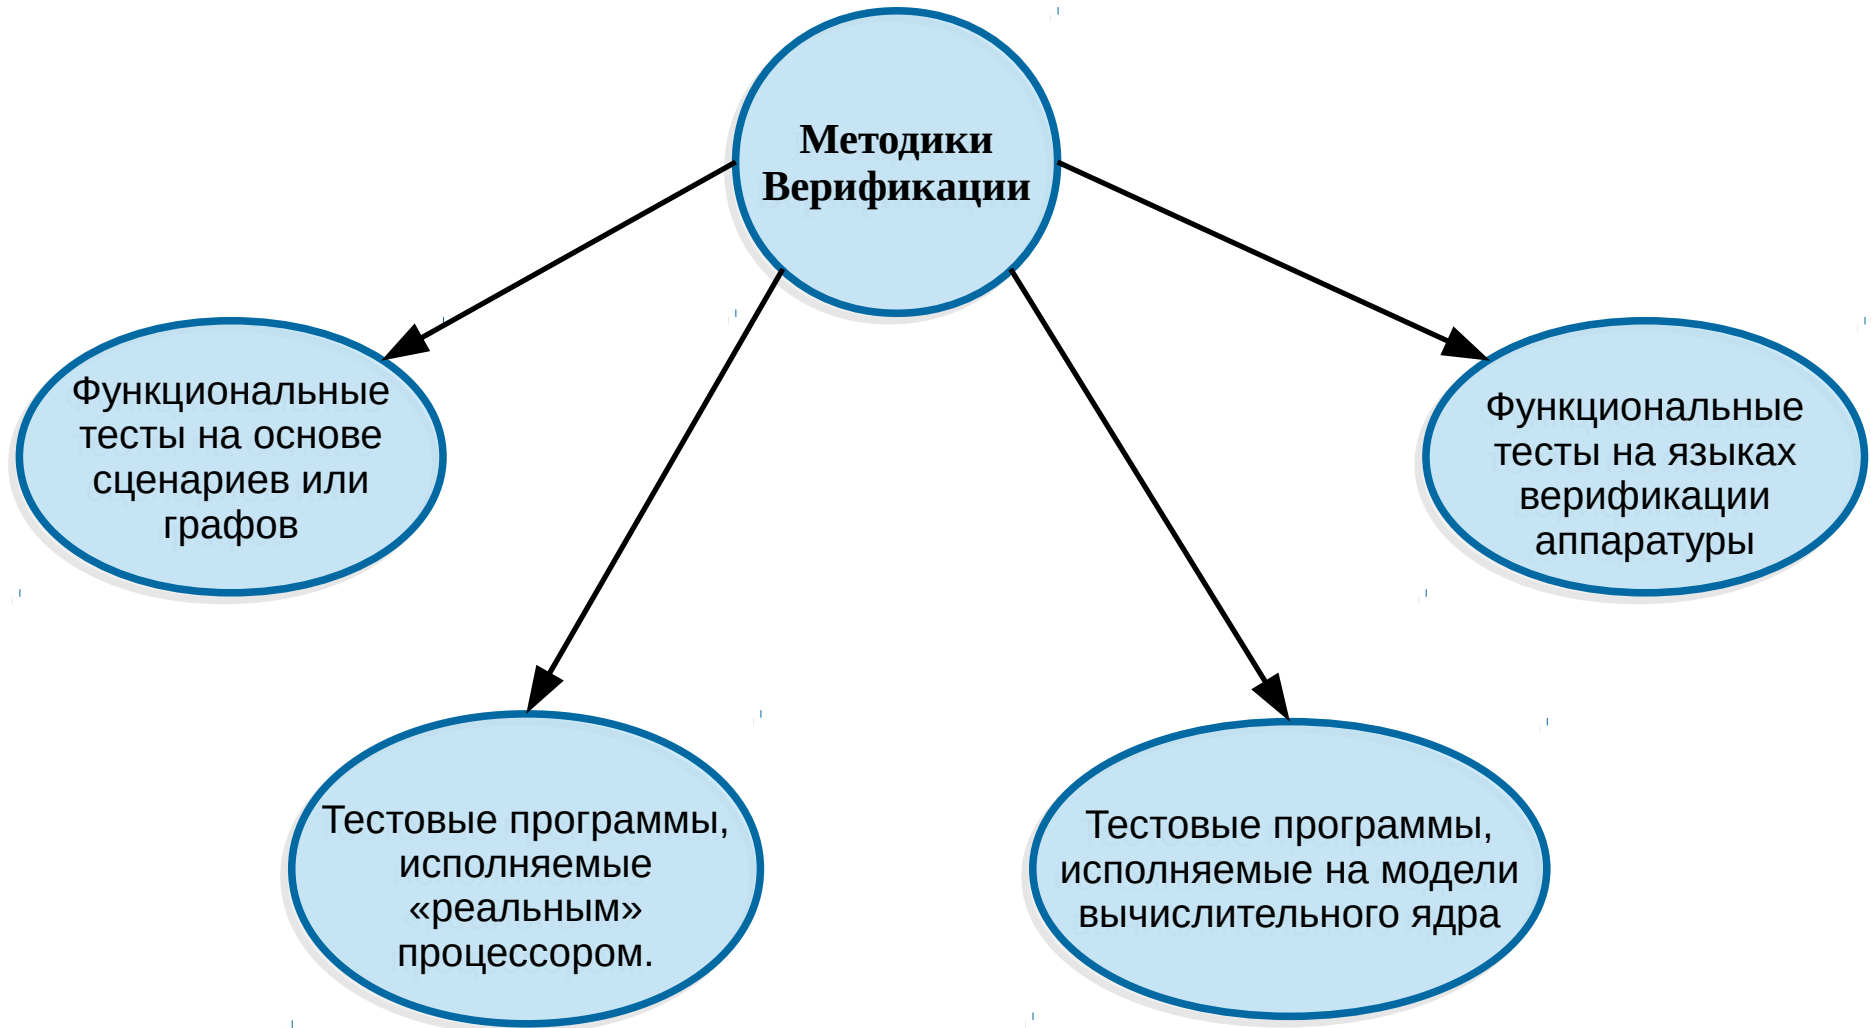 Методики
Верификации
Функциональные
тесты на основе
сценариев или
графов
Функциональные
тесты на языках
верификации
аппаратуры
Тестовые программы,
исполняемые
«реальным»
процессором.
Тестовые программы,
исполняемые на модели
вычислительного ядра